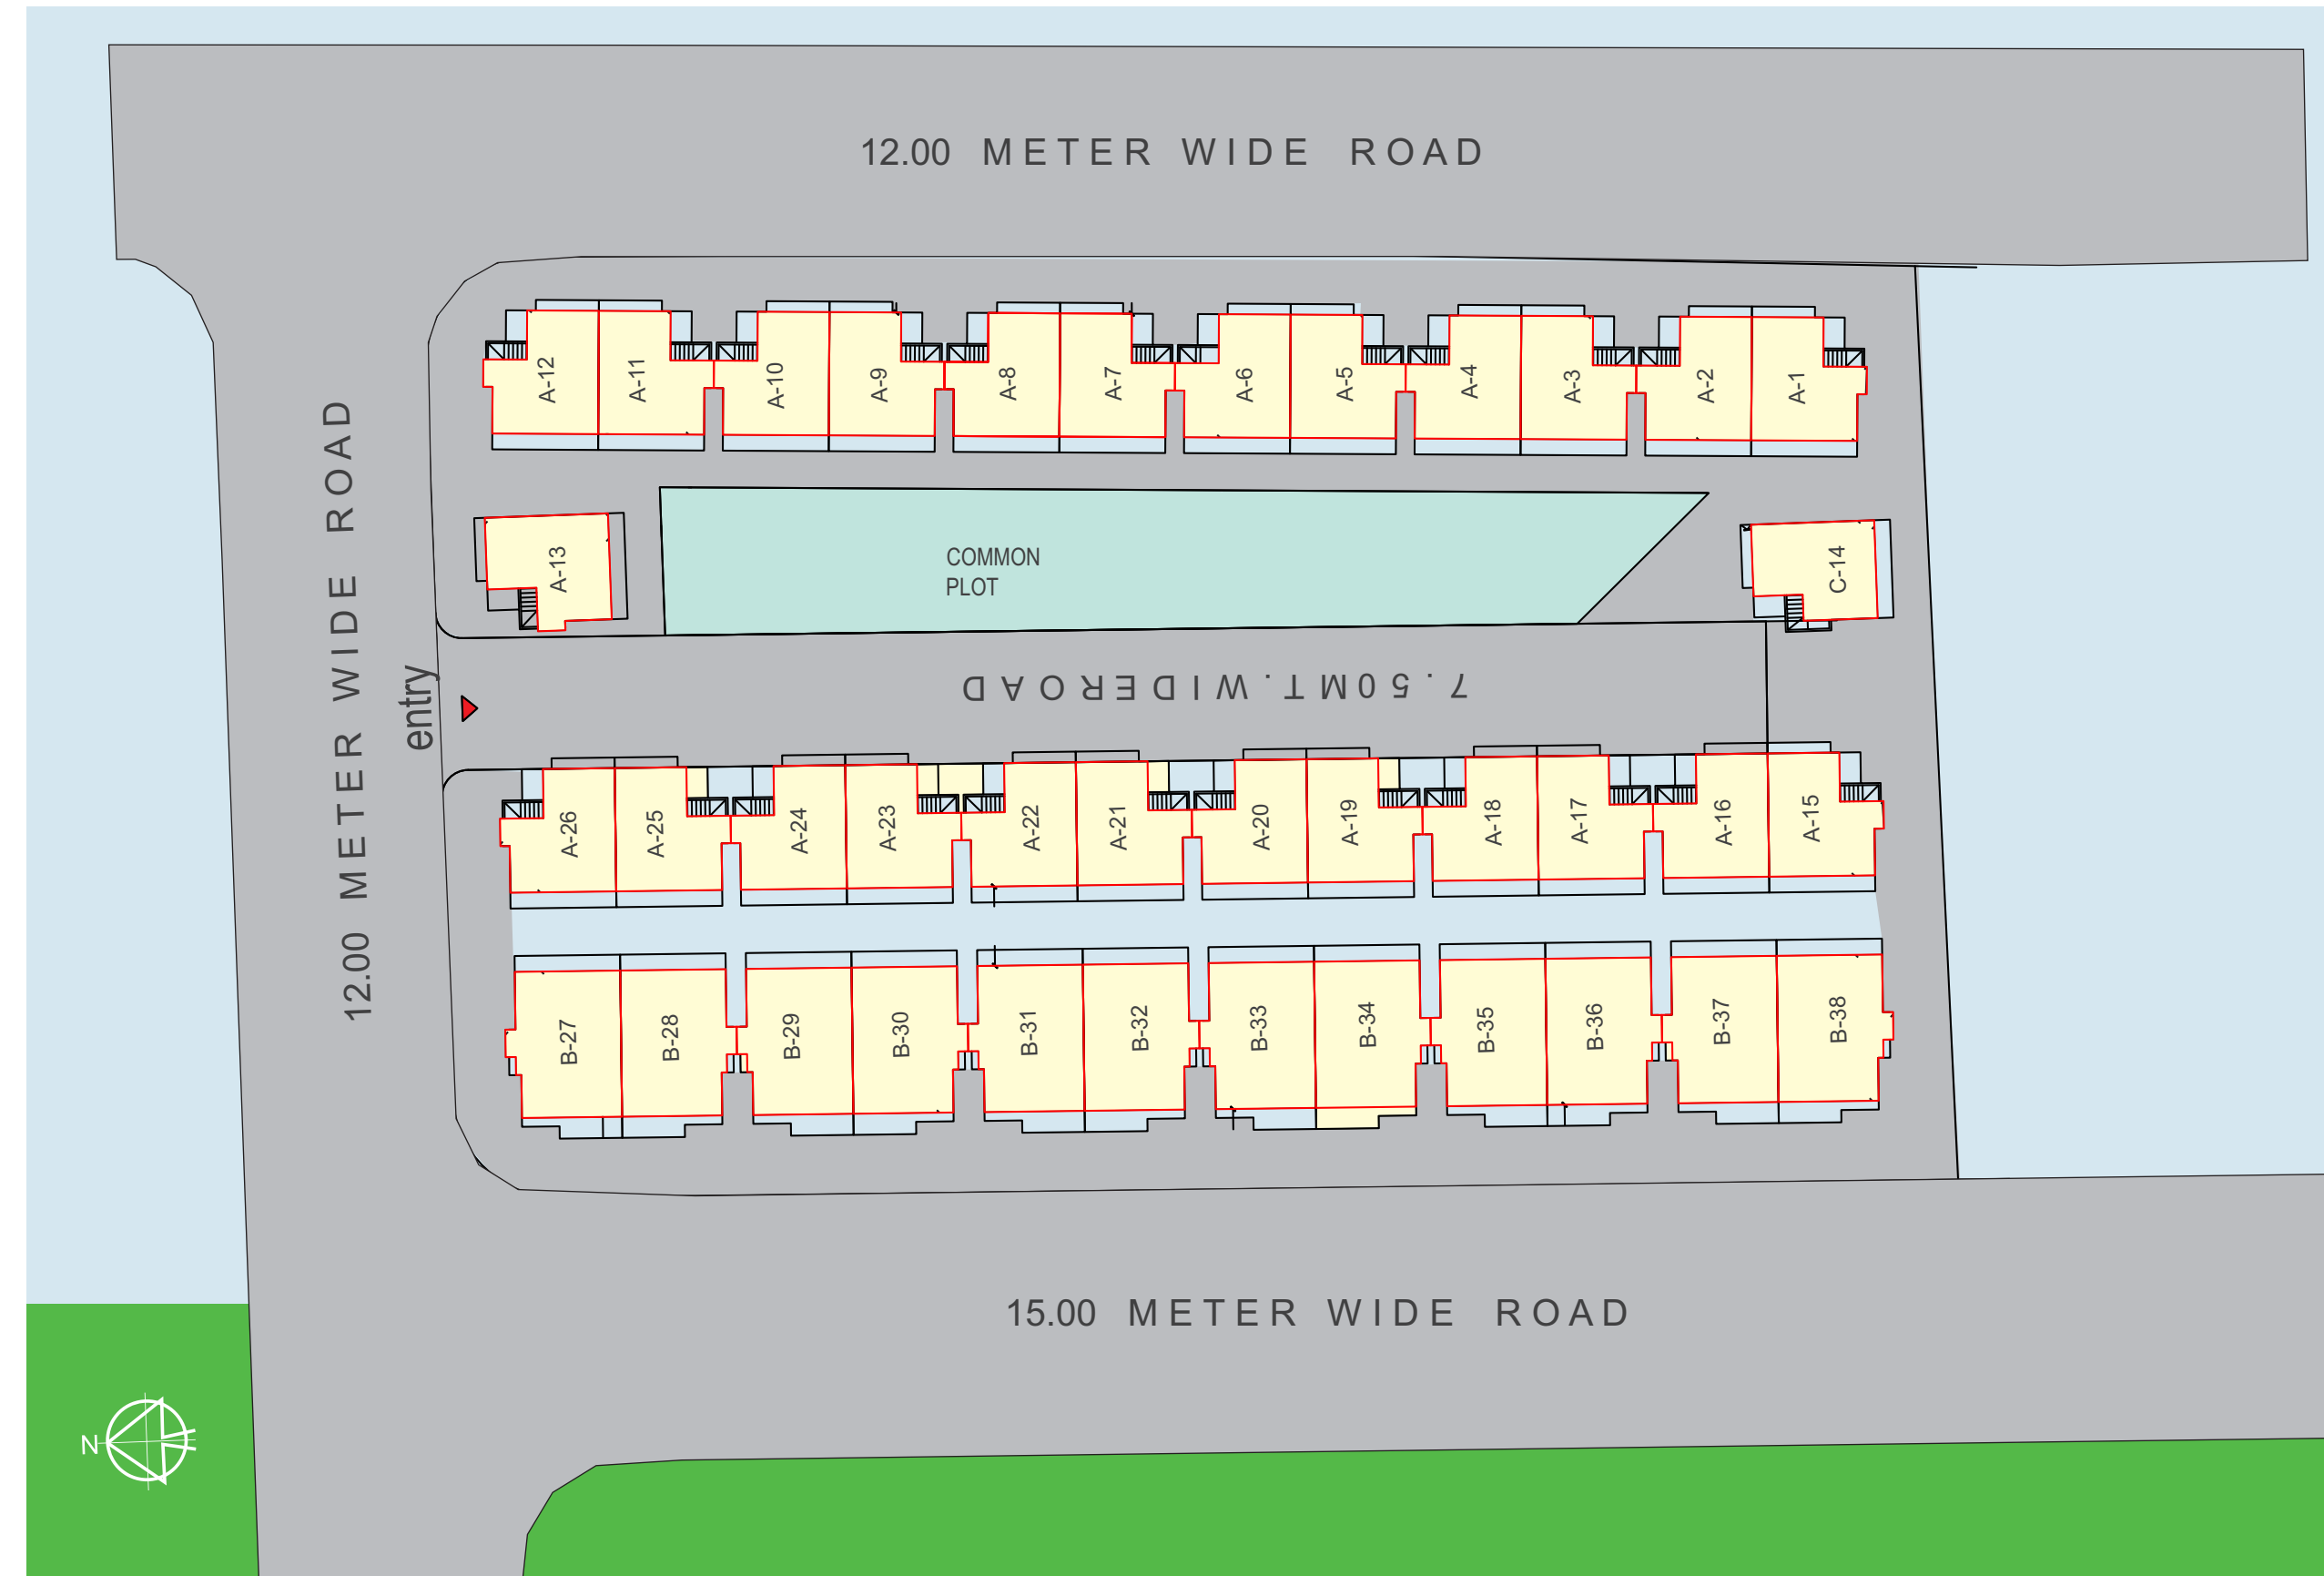 12.00 METER WIDE ROAD
A-12
A-11
A-10
A-9
A-8
A-7
A-6
A-5
A-4
A-3
A-2
A-1
12.00 METER WIDE ROAD
A-13
COMMON
PLOT
C-14
entry
7.50MT.WIDEROAD
A-26
A-25
A-24
A-23
A-22
A-21
A-20
A-19
A-18
A-17
A-16
A-15
B-27
B-28
B-29
B-30
B-31
B-32
B-33
B-34
B-35
B-36
B-37
B-38
15.00 METER WIDE ROAD
N